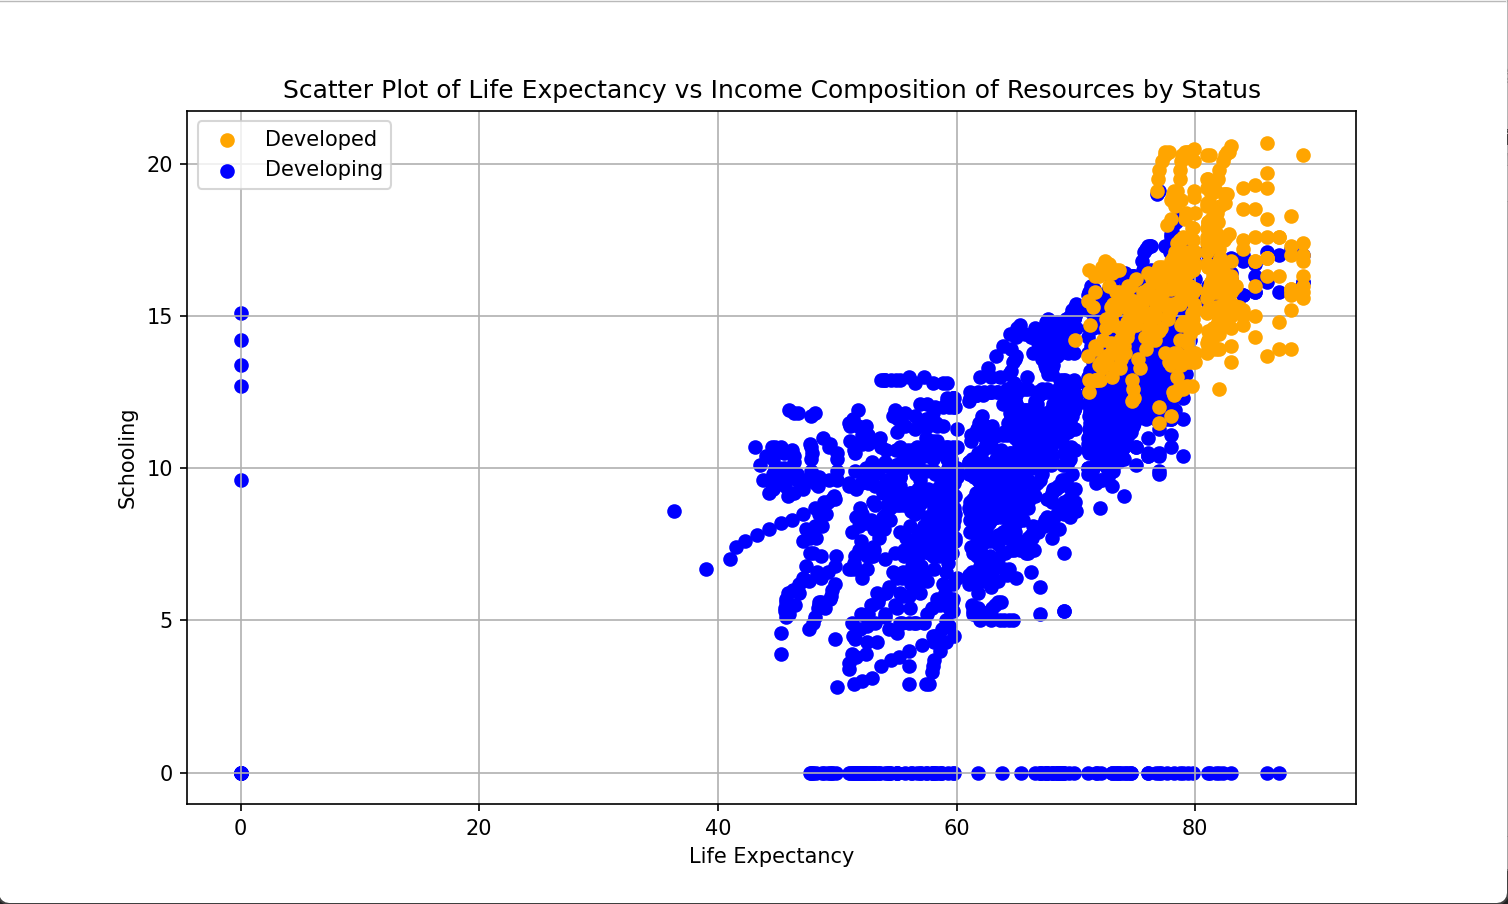 Scatter Plot of Life Expectancy vs Income Composition of Resources by Status
Developed
Developing
20
15
10
5
0
Schooling
0 20 40 60 80
Life Expectancy